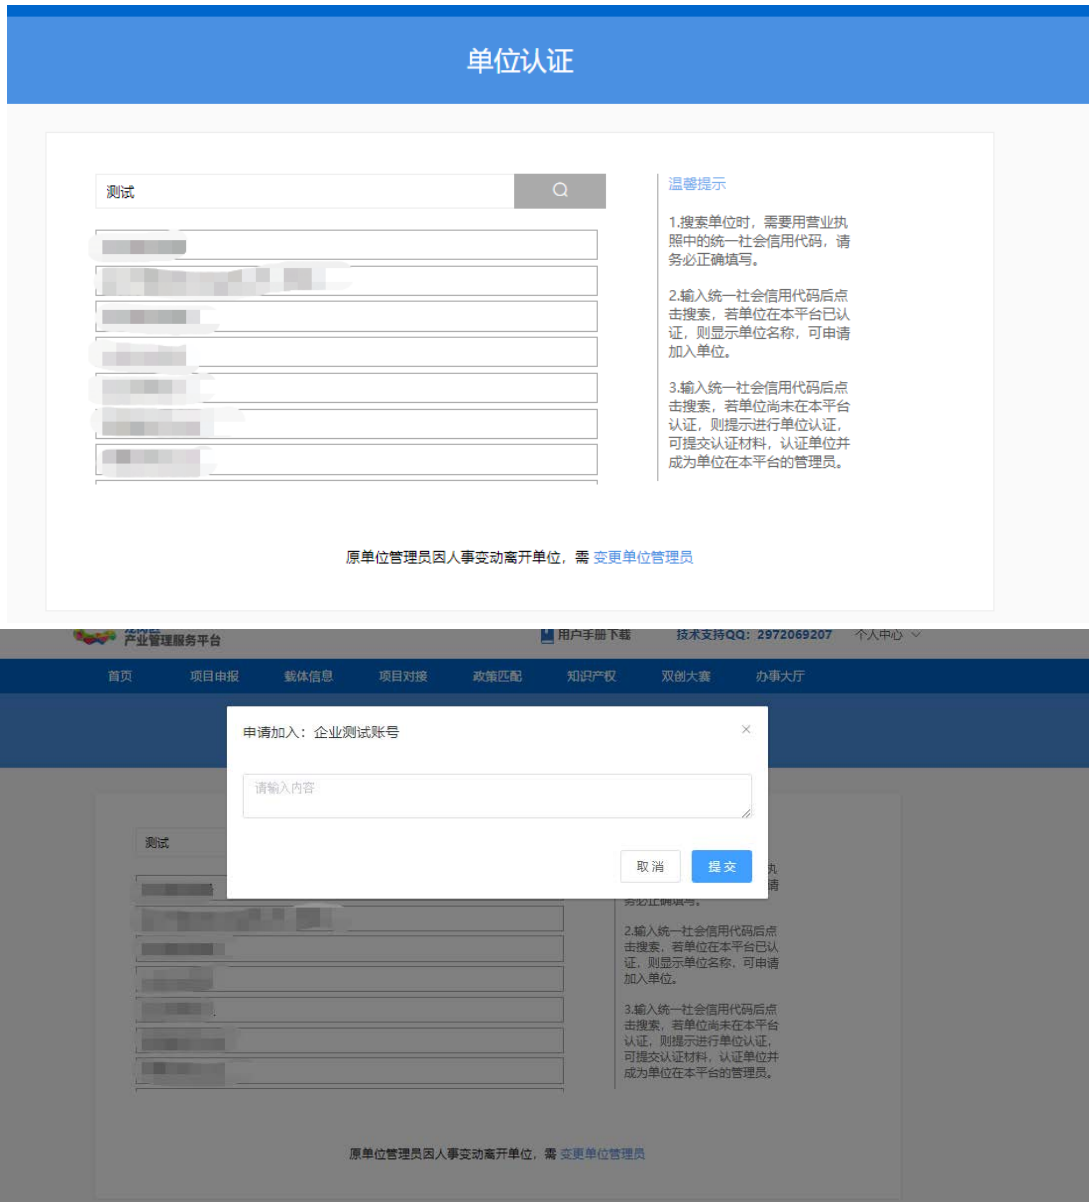 单位认证
测试
温馨提示
1.搜索单位时，需要用营业执
照中的统一社会信用代码，请
务必正确填写。
2.输入统一社会信用代码后点
击搜索，若单位在本平台已认
证，则显示单位名称，可申请
加入单位。
3.输入统一社会信用代码后点
击搜索，若单位尚未在本平台
认证，则提示进行单位认证，
可提交认证材料，认证单位并
成为单位在本平台的管理员。
原单位管理员因人事变动离开单位，需 变更单位管理员
产业管理服务平台
用户手册下载 技术支持QQ：2972069207 个人中心
首页 项目申报 载体信息 项目对接 政策匹配 知识产权 双创大赛 办事大厅
申请加入：企业测试账号
请输入内容
取消 提交
测试
执
请
务必正确填写。
2.输入统一社会信用代码后点
击搜索，若单位在本平台已认
证，则显示单位名称，可申请
加入单位。
3.输入统一社会信用代码后点
击搜索，若单位尚未在本平台
认证，则提示进行单位认证，
可提交认证材料，认证单位并
成为单位在本平台的管理员。
原单位管理员因人事变动离开单位，需 变更单位管理员